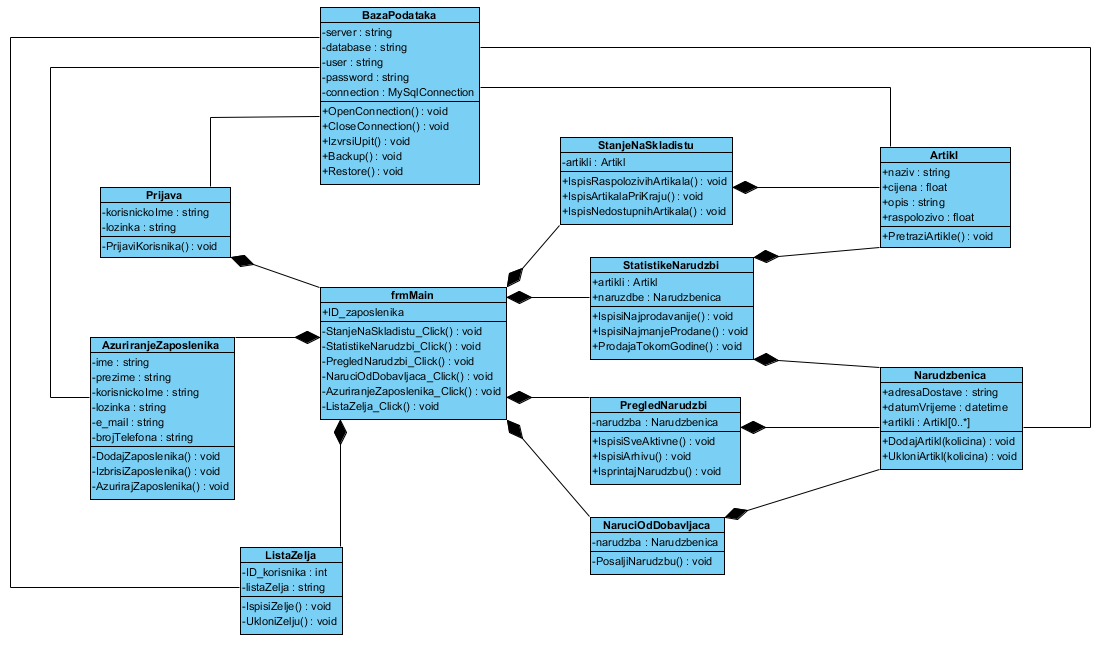 BazaPodataka
-server : string
-database : string
-user : string
-password : string
-connection : MySqlConnection
+OpenConnection() : void
+CloseConnection() : void
+IzvrsiUpit() : void
+Backup() : void
+Restore() : void
StanjeNaSkladistu
-artikli : Artikl
+IspisRaspolozivihArtikala() : void
+IspisArtikalaPriKraju() : void
+IspisNedostupnihArtikala() : void
Artikl
+naziv : string
+cijena : float
+opis : string
+raspolozivo : float
+PretraziArtikle() : void
Prijava
-korisnickoIme : string
-lozinka : string
-PrijaviKorisnika() : void
StatistikeNarudzbi
+artikli : Artikl
+naruzdbe : Narudzbenica
+IspisiNajprodavanije() : void
+IspisiNajmanjeProdane() : void
+ProdajaTokomGodine() : void
frmMain
+ID_zaposlenika
-StanjeNaSkladistu_Click() : void
-StatistikeNarudzbi_Click() : void
-PregledNarudzbi_Click() : void
-NaruciOdDobavljaca_Click() : void
-AzuriranjeZaposlenika_Click() : void
-ListaZelja_Click() : void
AzuriranjeZaposlenika
-ime : string
-prezime : string
-korisnickoIme : string
-lozinka : string
-e_mail : string
-brojTelefona : string
-DodajZaposlenika() : void
-IzbrisiZaposlenika() : void
-AzurirajZaposlenika() : void
PregledNarudzbi
-narudzba : Narudzbenica
+IspisiSveAktivne() : void
+IspisiArhivu() : void
+IsprintajNarudzbu() : void
Narudzbenica
+adresaDostave : string
+datumVrijeme : datetime
+artikli : Artikl[0..*]
+DodajArtikl(kolicina) : void
+UkloniArtikl(kolicina) : void
NaruciOdDobavljaca
-narudzba : Narudzbenica
-PosaljiNarudzbu() : void
ListaZelja
-ID_korisnika : int
-listaZelja : string
-IspisiZelje() : void
-UkloniZelju() : void